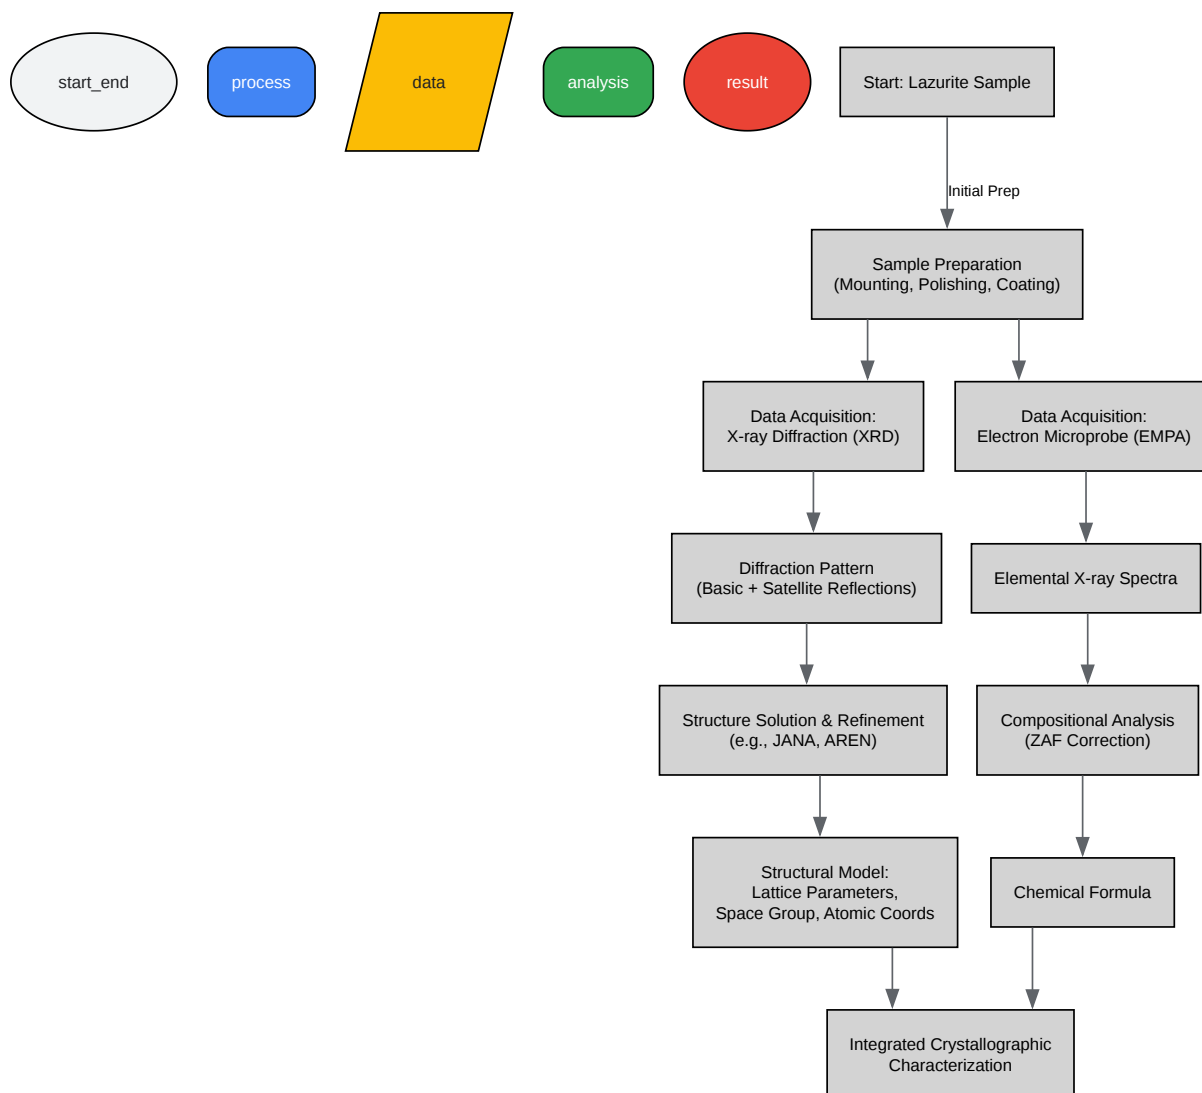 start_end
process
data
analysis
result
Start: Lazurite Sample
Initial Prep
Sample Preparation
(Mounting, Polishing, Coating)
Data Acquisition:
X-ray Diffraction (XRD)
Data Acquisition:
Electron Microprobe (EMPA)
Diffraction Pattern
(Basic + Satellite Reflections)
Elemental X-ray Spectra
Structure Solution & Refinement
(e.g., JANA, AREN)
Compositional Analysis
(ZAF Correction)
Structural Model:
Lattice Parameters,
Space Group, Atomic Coords
Chemical Formula
Integrated Crystallographic
Characterization